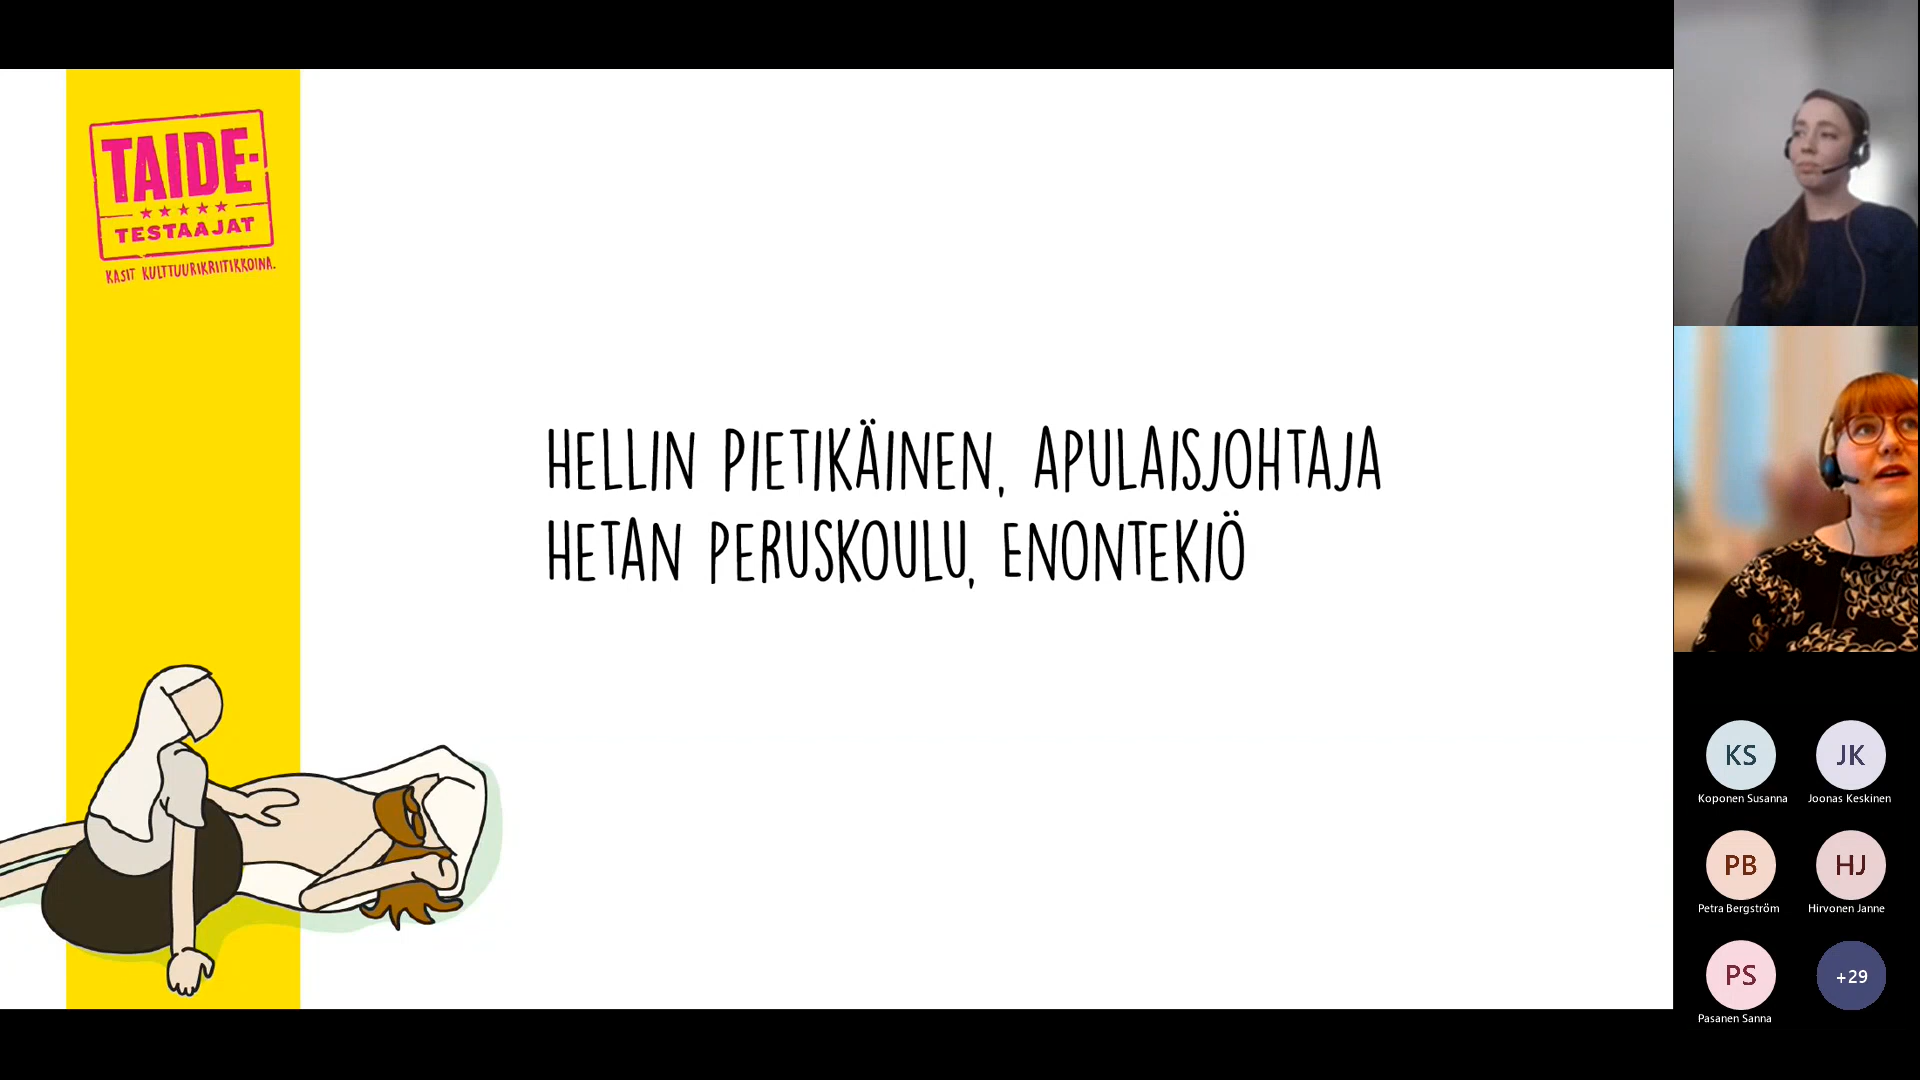 TAIDE-
TESTAAJAT
KASIT KULTTUURIKRIITIKKOINA.
HELLIN PIETIKÄINEN, APULAISJOHTAJA
HETAN PERUSKOULU, ENONTEKIÖ
KS
JK
Koponen Susanna
Joonas Keskinen
PB
HJ
Petra Bergström
Hirvonen Janne
PS
+29
Pasanen Sanna